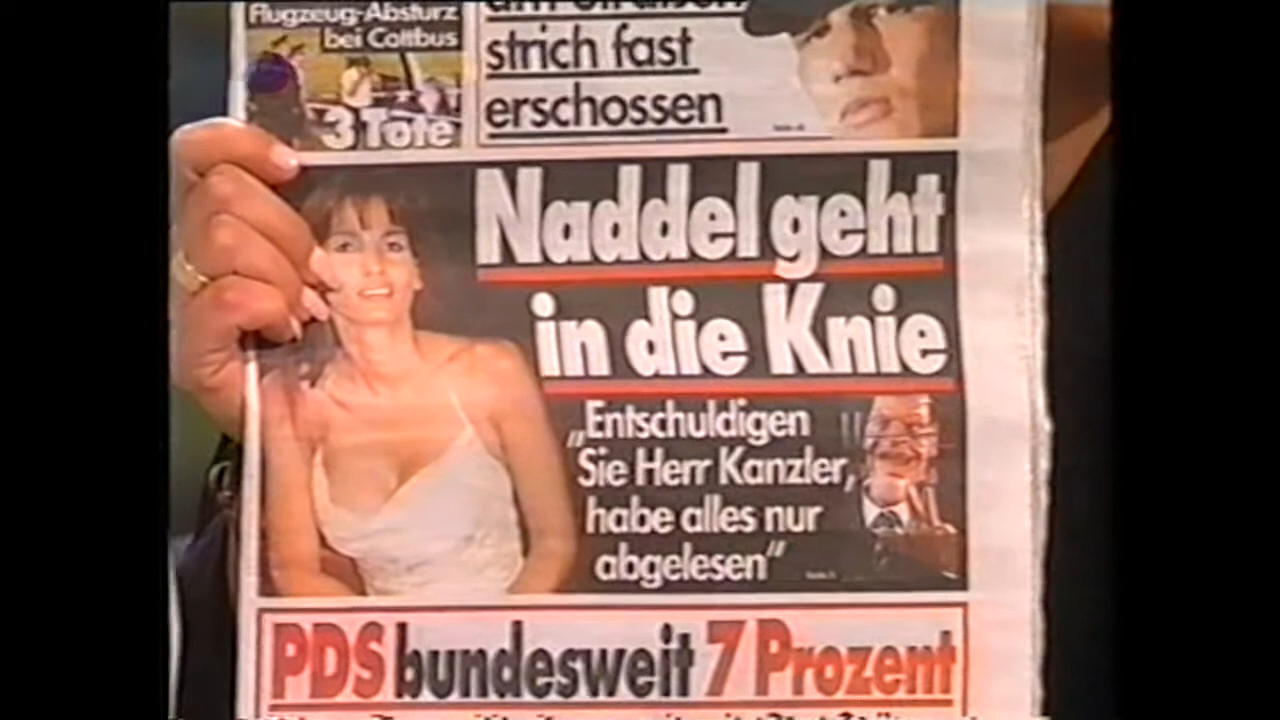 Flugzeug-Absturz
bei Cottbus
3 Tote
strich fast
erschossen
Naddel geht
in die Knie
„Entschuldigen
Sie Herr Kanzler,
habe alles nur
abgelesen“
PDS bundesweit 7 Prozent